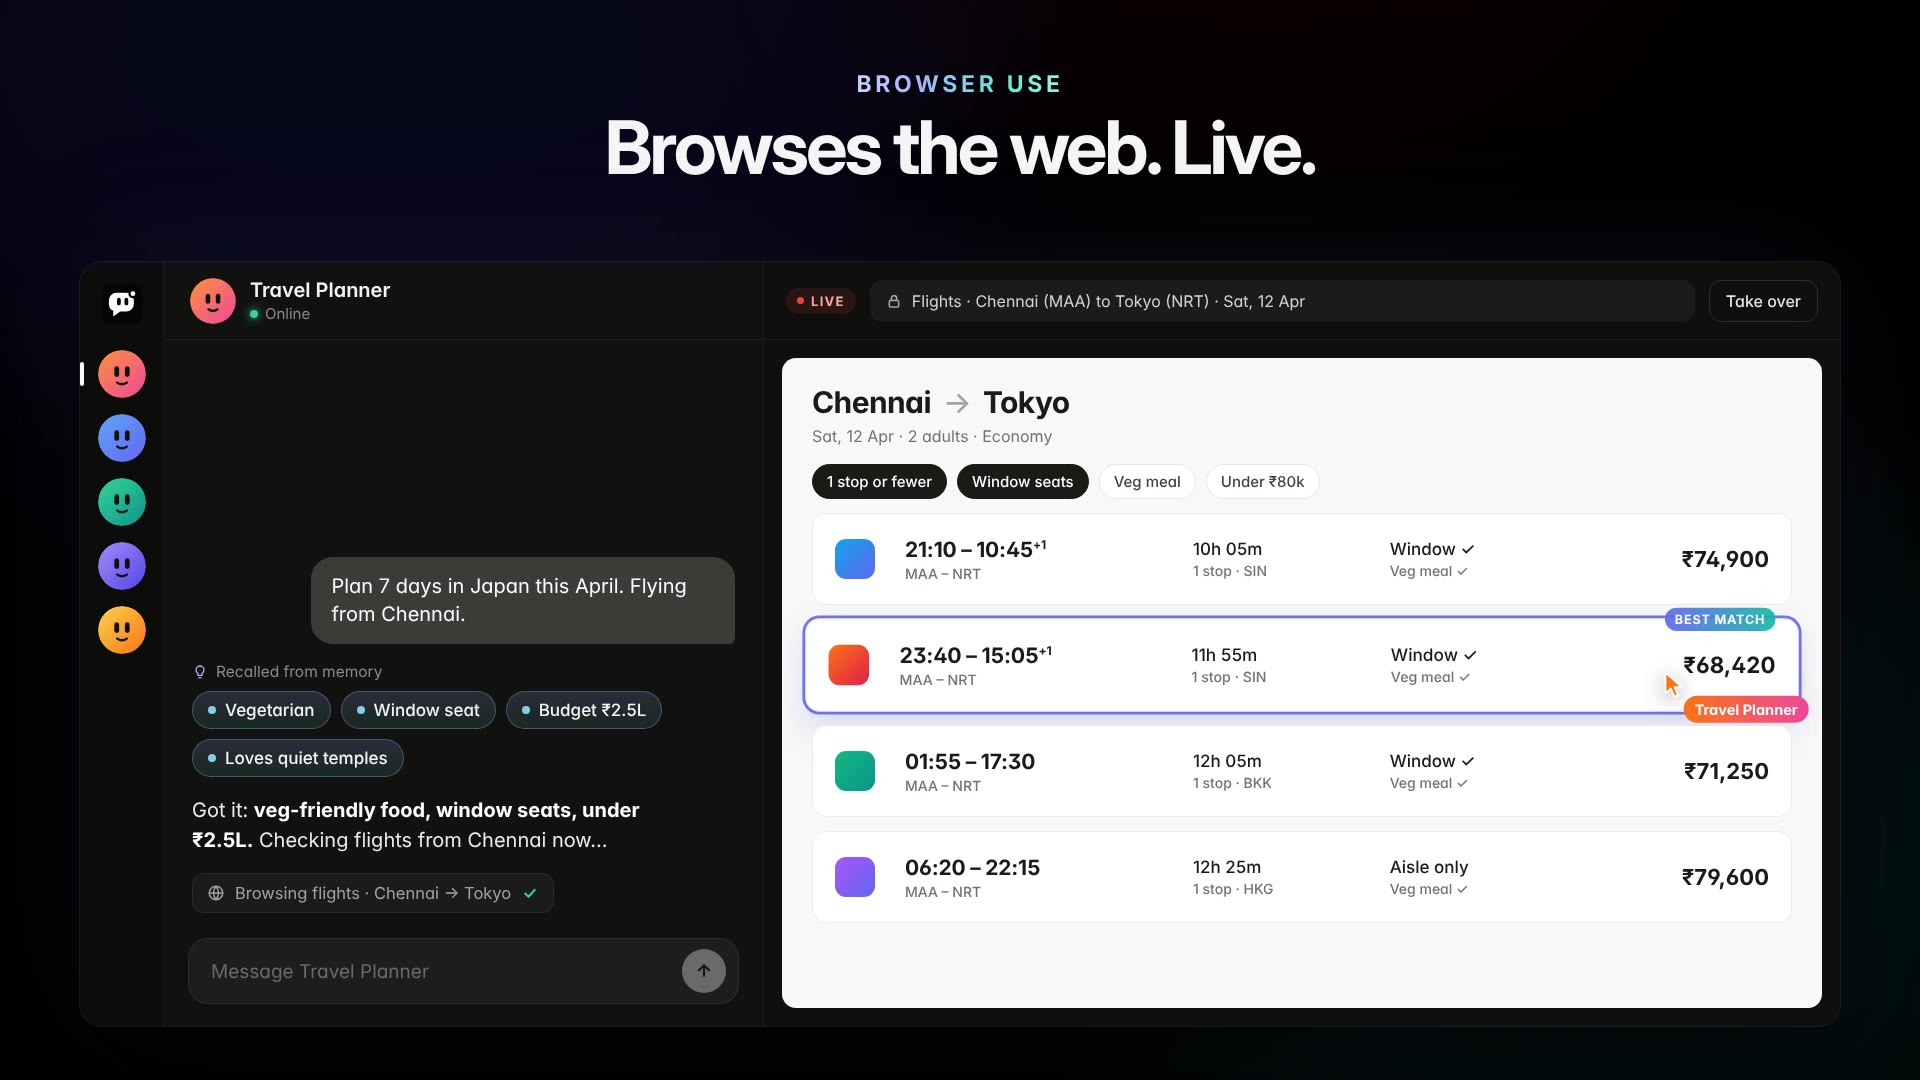 BROWSER USE
Browses the web. Live.
Travel Planner
Online
Plan 7 days in Japan this April. Flying
from Chennai.
Recalled from memory
Vegetarian
Window seat
Budget ₹2.5L
Loves quiet temples
Got it: veg-friendly food, window seats, under
₹2.5L. Checking flights from Chennai now...
Browsing flights · Chennai → Tokyo ✓
Message Travel Planner
LIVE
Flights · Chennai (MAA) to Tokyo (NRT) · Sat, 12 Apr
Take over
Chennai → Tokyo
Sat, 12 Apr · 2 adults · Economy
1 stop or fewer
Window seats
Veg meal
Under ₹80k
21:10 – 10:45+1
MAA – NRT
10h 05m
1 stop · SIN
Window ✓
Veg meal ✓
₹74,900
BEST MATCH
23:40 – 15:05+1
MAA – NRT
11h 55m
1 stop · SIN
Window ✓
Veg meal ✓
₹68,420
Travel Planner
01:55 – 17:30
MAA – NRT
12h 05m
1 stop · BKK
Window ✓
Veg meal ✓
₹71,250
06:20 – 22:15
MAA – NRT
12h 25m
1 stop · HKG
Aisle only
Veg meal ✓
₹79,600